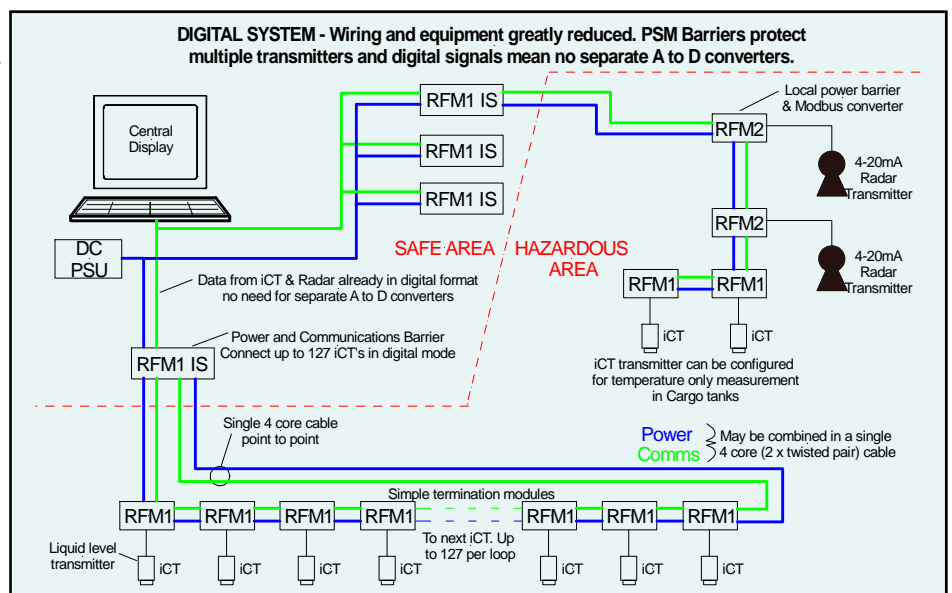 DIGITAL SYSTEM - Wiring and equipment greatly reduced. PSM Barriers protect
multiple transmitters and digital signals mean no separate A to D converters.
Central
Display
RFM1 IS
RFM1 IS
RFM1 IS
Local power barrier
& Modbus converter
RFM2
4-20mA
Radar
Transmitter
RFM2
4-20mA
Radar
Transmitter
SAFE AREA
HAZARDOUS
AREA
DC
PSU
Data from iCT & Radar already in digital format
no need for separate A to D converters
RFM1
RFM1
iCT
iCT
iCT transmitter can be configured
for temperature only measurement
in Cargo tanks
Power and Communications Barrier
Connect up to 127 iCT's in digital mode
RFM1 IS
Single 4 core cable
point to point
Power
Comms
May be combined in a single
4 core (2 x twisted pair) cable
Simple termination modules
RFM1
RFM1
RFM1
RFM1
RFM1
RFM1
RFM1
To next iCT. Up
to 127 per loop
Liquid level
transmitter
iCT
iCT
iCT
iCT
iCT
iCT
iCT